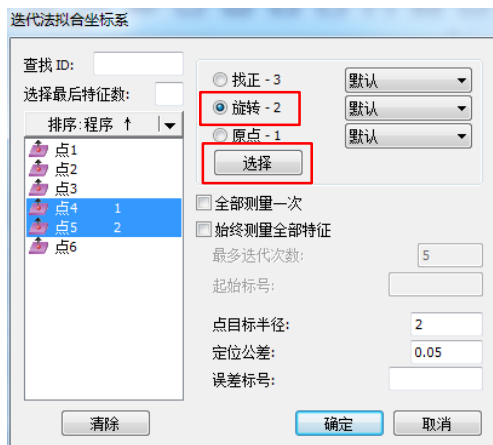 迭代法拟合坐标系
查找 ID:
选择最后特征数:
排序:程序 ↑
点1
点2
点3
点4 1
点5 2
点6
清除
找正 - 3 默认
旋转 - 2 默认
原点 - 1 默认
选择
全部测量一次
始终测量全部特征
最多迭代次数: 5
起始标号:
点目标半径: 2
定位公差: 0.05
误差标号:
确定 取消